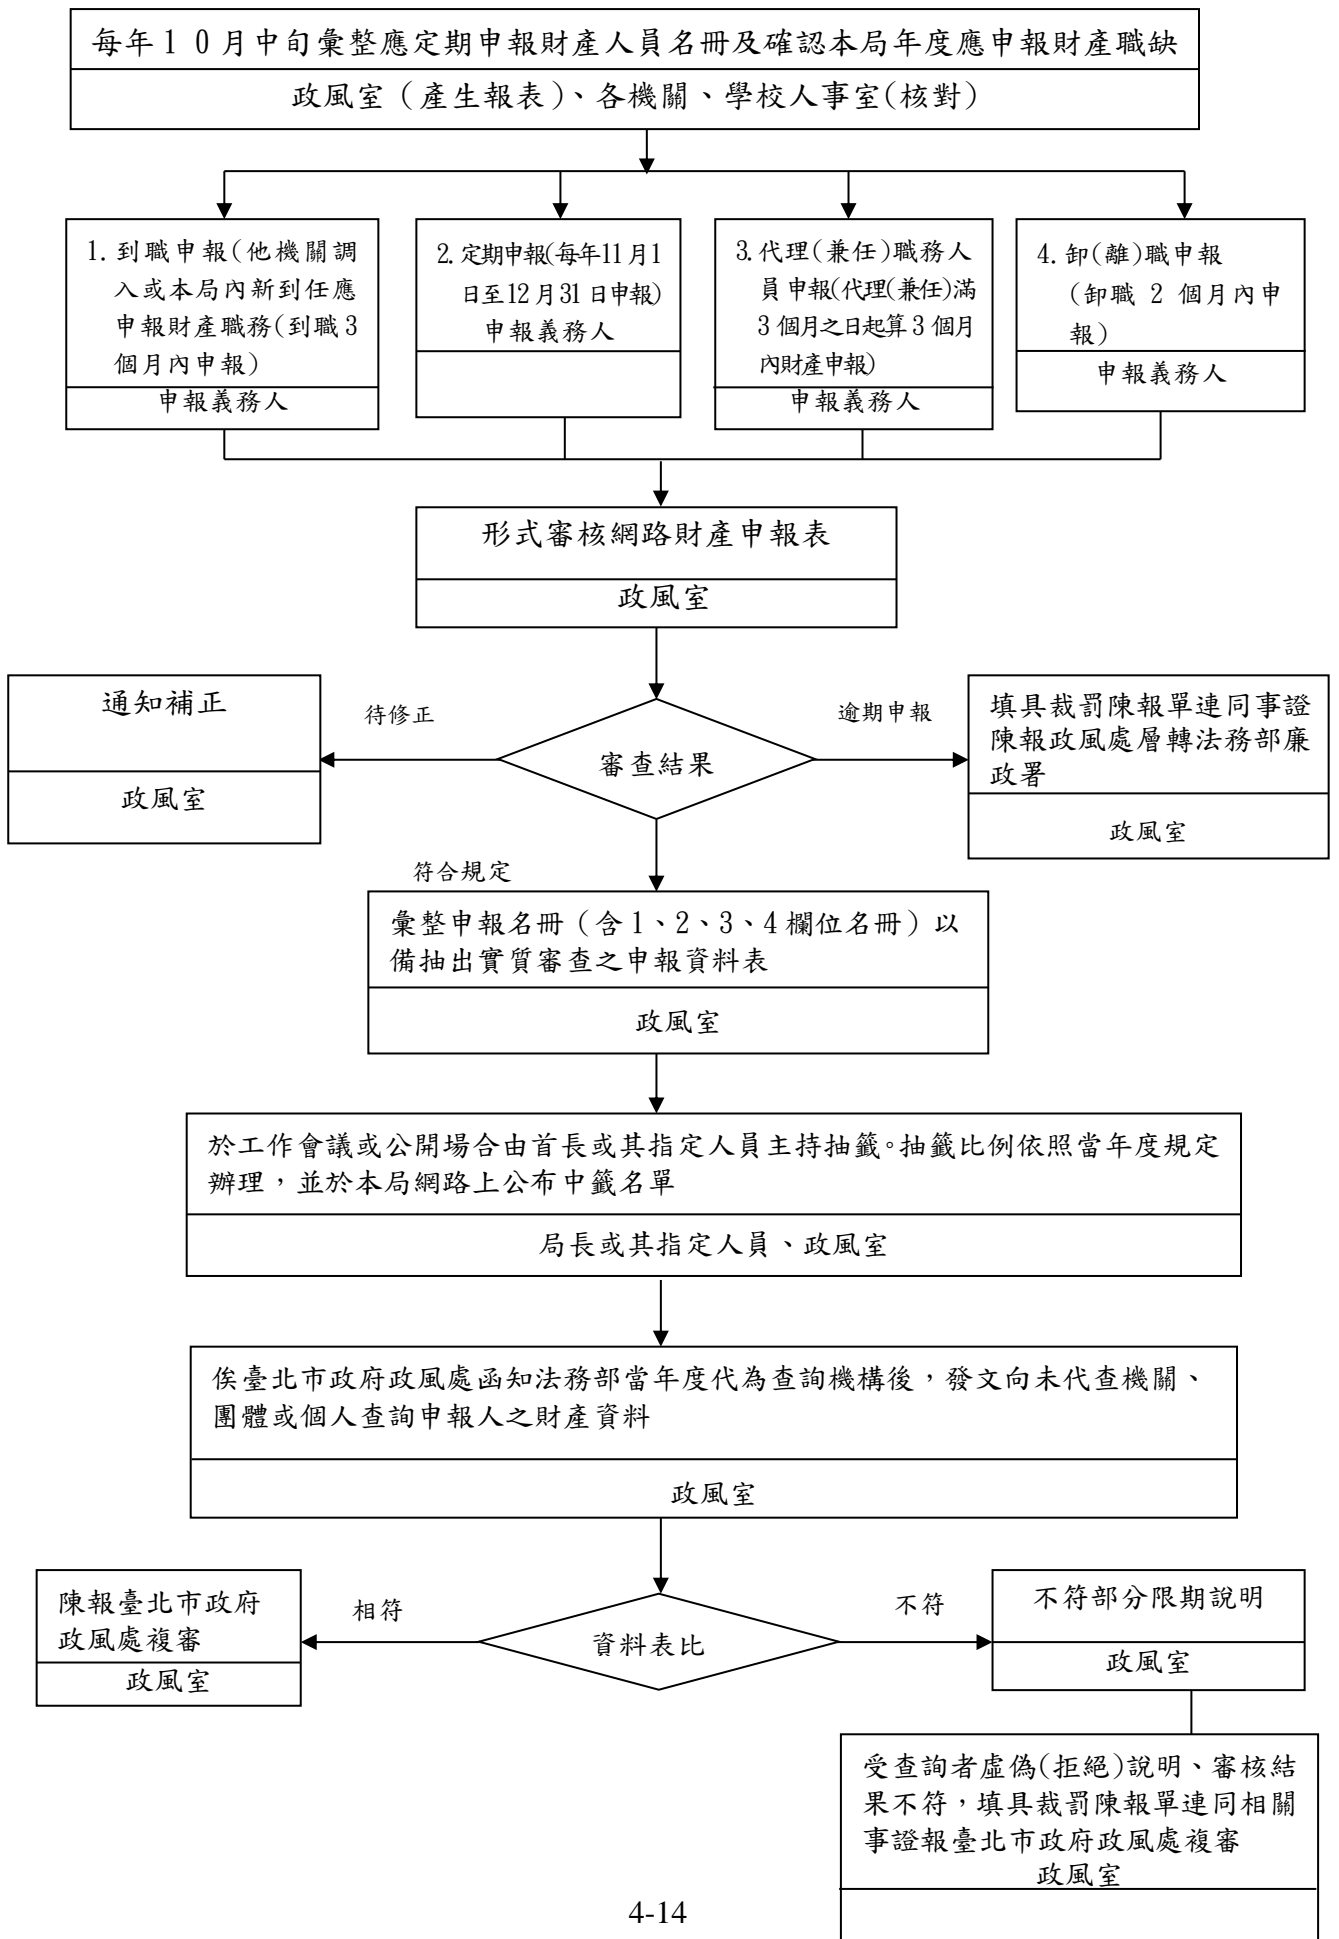 每年10月中旬彙整應定期申報財產人員名冊及確認本局年度應申報財產職缺
政風室（產生報表）、各機關、學校人事室(核對)
1. 到職申報(他機關調
入或本局內新到任應
申報財產職務(到職3
個月內申報)
申報義務人
2. 定期申報(每年11月1
日至12月31日申報)
申報義務人
3. 代理(兼任)職務人
員申報(代理(兼任)滿
3個月之日起算3個月
內財產申報)
申報義務人
4. 卸(離)職申報
(卸職 2 個月內申
報)
申報義務人
形式審核網路財產申報表
政風室
通知補正
政風室
待修正
審查結果
逾期申報
填具裁罰陳報單連同事證
陳報政風處層轉法務部廉
政署
政風室
符合規定
彙整申報名冊（含1、2、3、4欄位名冊）以
備抽出實質審查之申報資料表
政風室
於工作會議或公開場合由首長或其指定人員主持抽籤。抽籤比例依照當年度規定
辦理，並於本局網路上公布中籤名單
局長或其指定人員、政風室
俟臺北市政府政風處函知法務部當年度代為查詢機構後，發文向未代查機關、
團體或個人查詢申報人之財產資料
政風室
陳報臺北市政府
政風處複審
政風室
相符
資料表比
不符
不符部分限期說明
政風室
受查詢者虛偽(拒絕)說明、審核結
果不符，填具裁罰陳報單連同相關
事證報臺北市政府政風處複審
政風室
4-14